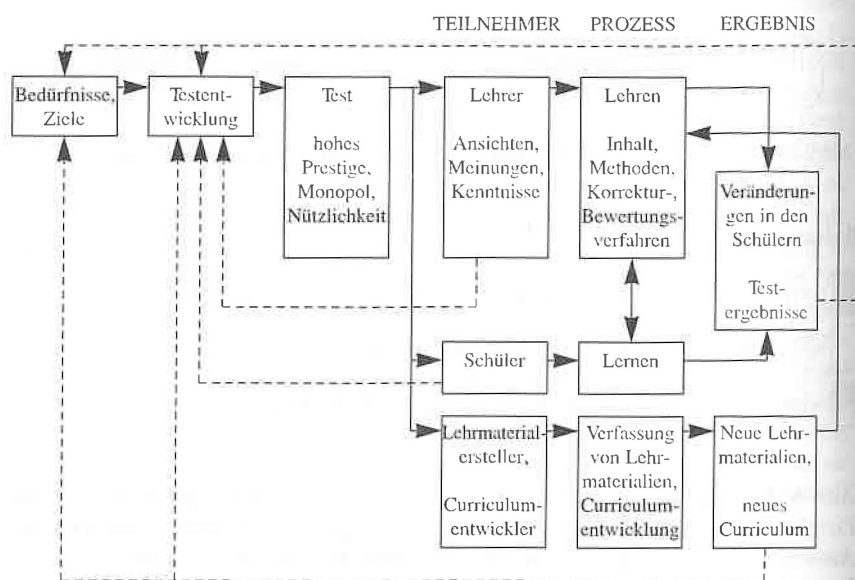 TEILNEHMER PROZESS ERGEBNIS
Bedürfnisse,
Ziele
Testent-
wicklung
Test
hohes
Prestige,
Monopol,
Nützlichkeit
Lehrer
Ansichten,
Meinungen,
Kenntnisse
Lehren
Inhalt,
Methoden,
Korrektur-,
Bewertungs-
verfahren
Veränderun-
gen in den
Schülern
Test-
ergebnisse
Schüler
Lernen
Lehrmaterial-
ersteller,
Curriculum-
entwickler
Verfassung
von Lehr-
materialien,
Curriculum-
entwicklung
Neue Lehr-
materialien,
neues
Curriculum